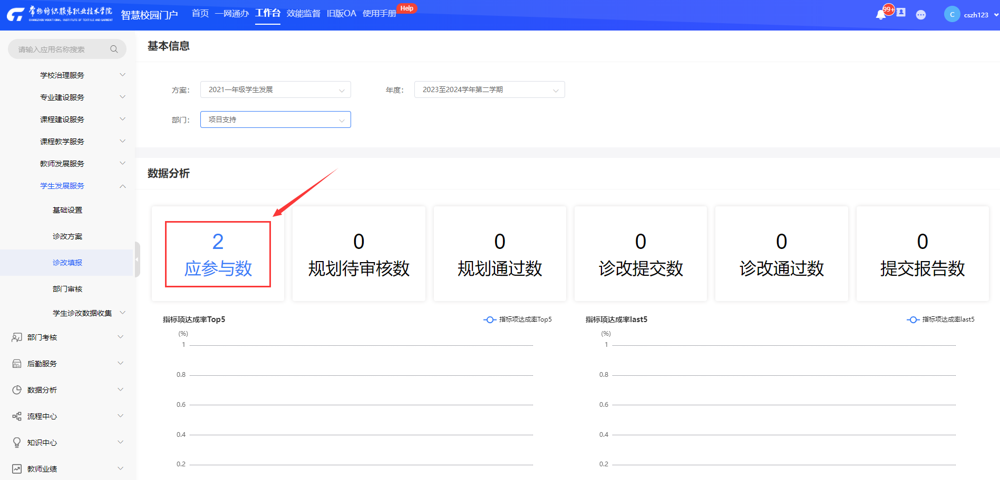 常州纺织服装职业技术学院
CHANGZHOU VOCATIONAL INSTITUTE OF TEXTILE AND GARMENT
智慧校园门户
首页 一网通办 工作台 效能监督 旧版OA 使用手册 Help
99+
C cszh123
请输入应用名称搜索
学校治理服务
专业建设服务
课程建设服务
课程教学服务
教师发展服务
学生发展服务
基础设置
诊改方案
诊改填报
部门审核
学生诊改数据收集
部门考核
后勤服务
数据分析
流程中心
知识中心
教师业绩
基本信息
方案： 2021一年级学生发展 年度： 2023至2024学年第二学期
部门： 项目支持
数据分析
2 0 0 0 0 0
应参与数 规划待审核数 规划通过数 诊改提交数 诊改通过数 提交报告数
指标项达成率Top5 指标项达成率Top5
(%)
1
0.8
0.6
0.4
0.2
指标项达成率last5 指标项达成率last5
(%)
1
0.8
0.6
0.4
0.2